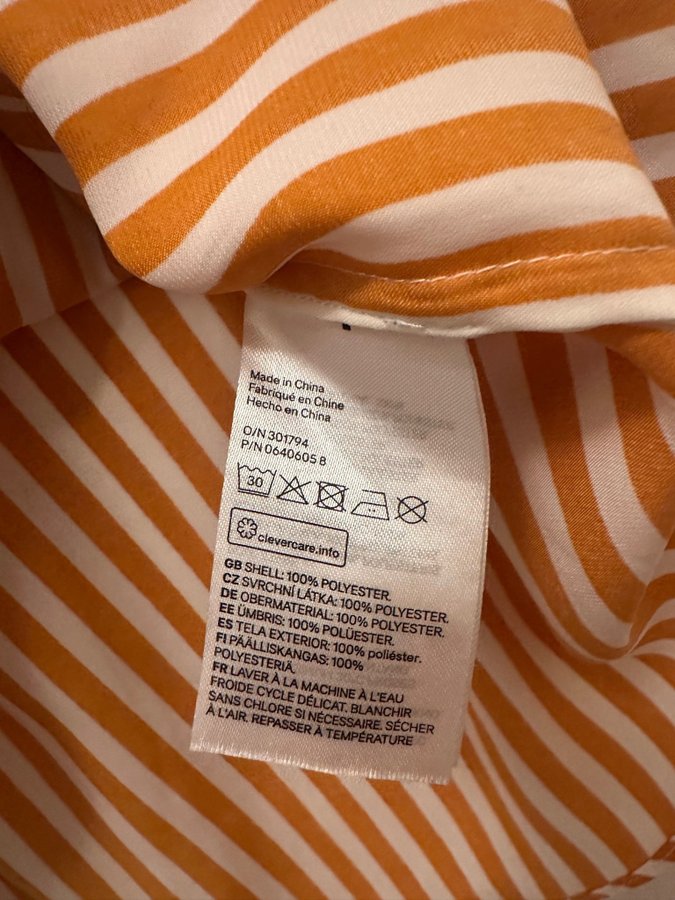 Made in China
Fabriqué en Chine
Hecho en China
O/N 301794
P/N 0640605 8
30
clevercare.info
GB SHELL: 100% POLYESTER.
CZ SVRCHNÍ LÁTKA: 100% POLYESTER.
DE OBERMATERIAL: 100% POLYESTER.
EE ÜMBRIS: 100% POLÜESTER.
ES TELA EXTERIOR: 100% poliéster.
FI PÄÄLLISKANGAS: 100%
POLYESTERIÄ.
FR LAVER À LA MACHINE À L'EAU
FROIDE CYCLE DÉLICAT. BLANCHIR
SANS CHLORE SI NÉCESSAIRE. SÉCHER
À L'AIR. REPASSER À TEMPÉRATURE